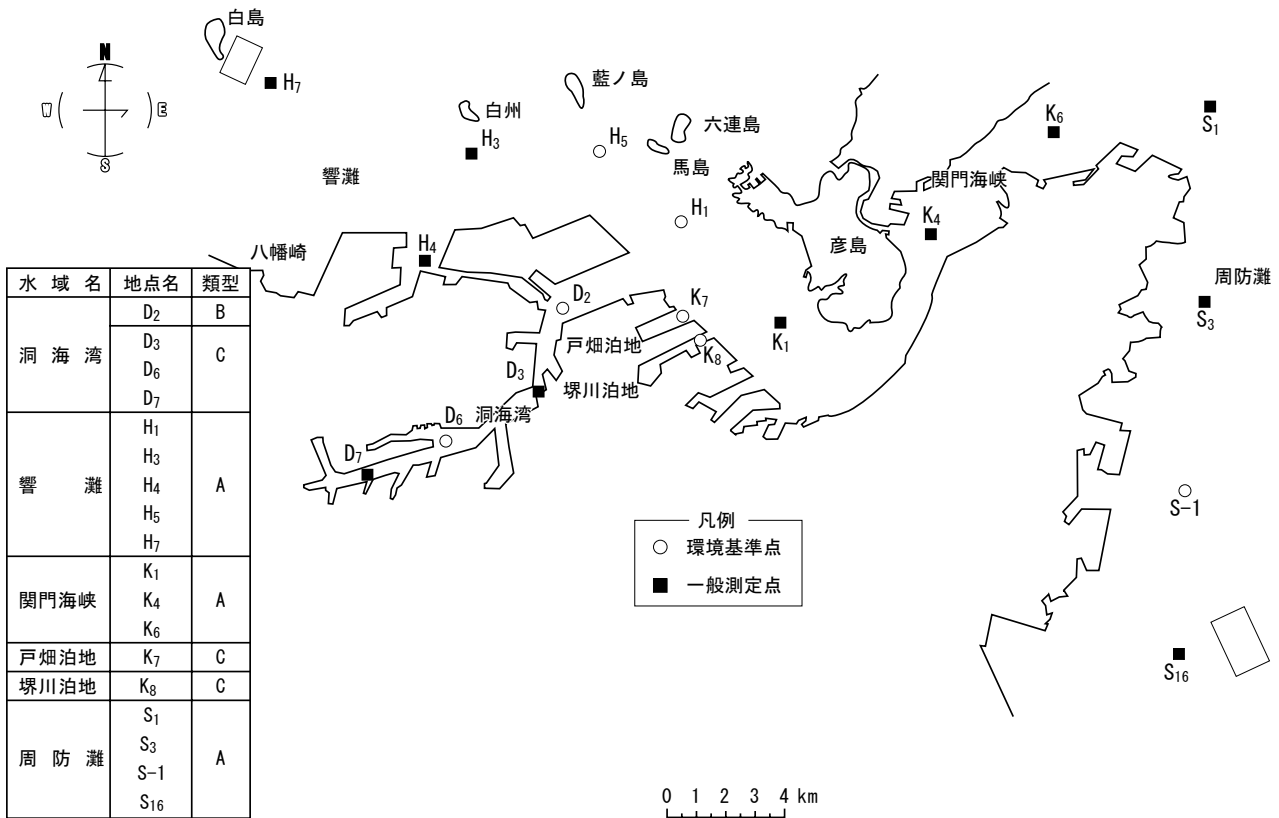 白島
N
W
E
S
H7
藍ノ島
白州
H3
H5
六連島
馬島
響灘
H1
K6
S1
関門海峡
K4
彦島
八幡崎
H4
D2
K7
K1
周防灘
S3
戸畑泊地
K8
D3
堺川泊地
D6 洞海湾
D7
S-1
S16
凡例
○ 環境基準点
■ 一般測定点
水域名 地点名 類型
洞海湾 D2 B
D3
D6 C
D7
響灘 H1
H3
H4 A
H5
H7
関門海峡 K1
K4 A
K6
戸畑泊地 K7 C
堺川泊地 K8 C
周防灘 S1
S3 A
S-1
S16
0 1 2 3 4 km